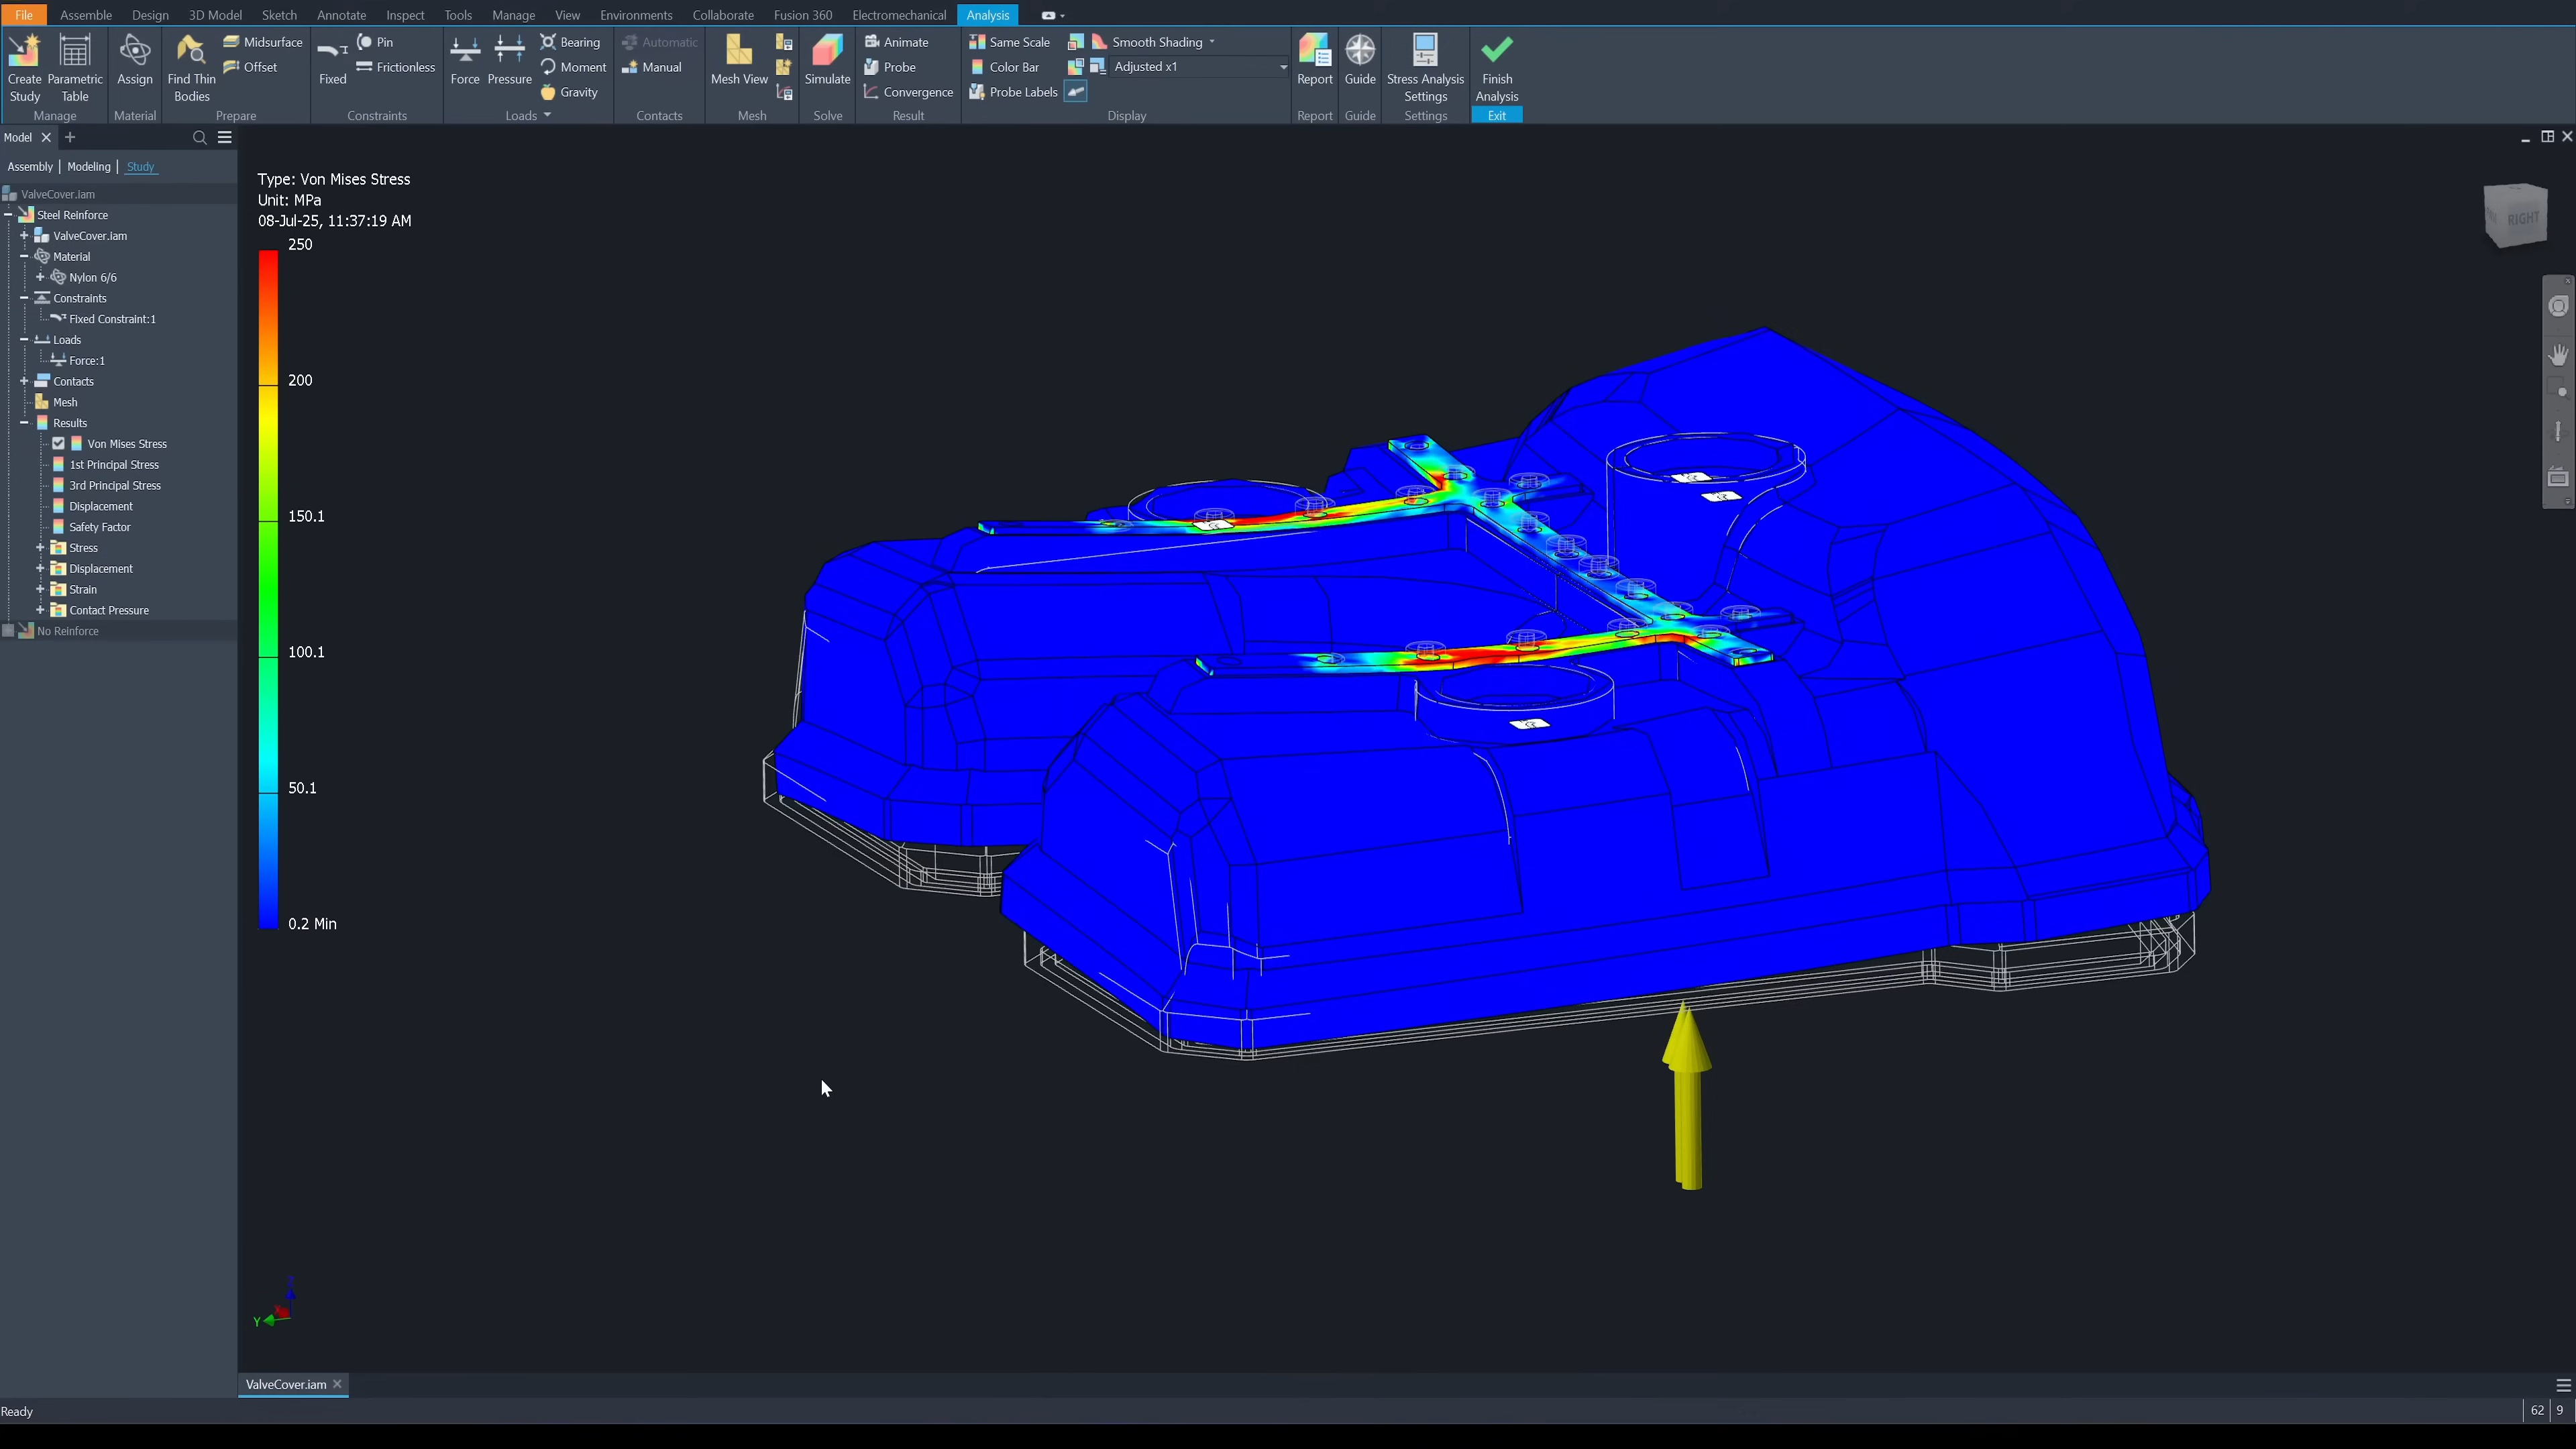 File Assemble Design 3D Model Sketch Annotate Inspect Tools Manage View Environments Collaborate Fusion 360 Electromechanical Analysis
Create Study
Parametric Table
Manage
Assign
Material
Find Thin Bodies
Midsurface
Offset
Prepare
Fixed
Pin
Frictionless
Constraints
Force
Pressure
Bearing
Moment
Gravity
Loads
Automatic
Manual
Contacts
Mesh View
Mesh
Simulate
Solve
Animate
Probe
Convergence
Result
Same Scale
Color Bar
Probe Labels
Smooth Shading
Adjusted x1
Display
Report
Report
Guide
Guide
Stress Analysis Settings
Settings
Finish Analysis
Exit
Model
Assembly | Modeling | Study
ValveCover.iam
Steel Reinforce
ValveCover.iam
Material
Nylon 6/6
Constraints
Fixed Constraint:1
Loads
Force:1
Contacts
Mesh
Results
Von Mises Stress
1st Principal Stress
3rd Principal Stress
Displacement
Safety Factor
Stress
Displacement
Strain
Contact Pressure
No Reinforce
Type: Von Mises Stress
Unit: MPa
08-Jul-25, 11:37:19 AM
250
200
150.1
100.1
50.1
0.2 Min
RIGHT
Y
ValveCover.iam
Ready
62 9